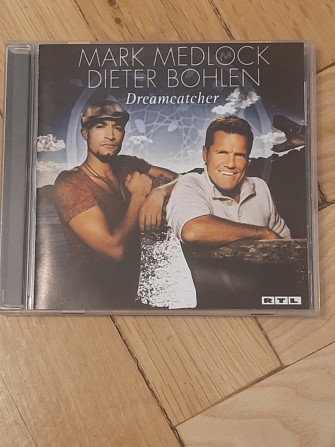 MARK MEDLOCK
DIETER BOHLEN
Dreamcatcher
RTL